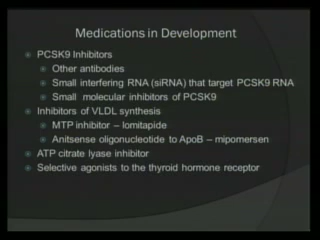 Medications in Development
PCSK9 Inhibitors
Other antibodies
Small interfering RNA (siRNA) that target PCSK9 RNA
Small molecular inhibitors of PCSK9
Inhibitors of VLDL synthesis
MTP inhibitor – lomitapide
Anitsense oligonucleotide to ApoB – mipomersen
ATP citrate lyase inhibitor
Selective agonists to the thyroid hormone receptor